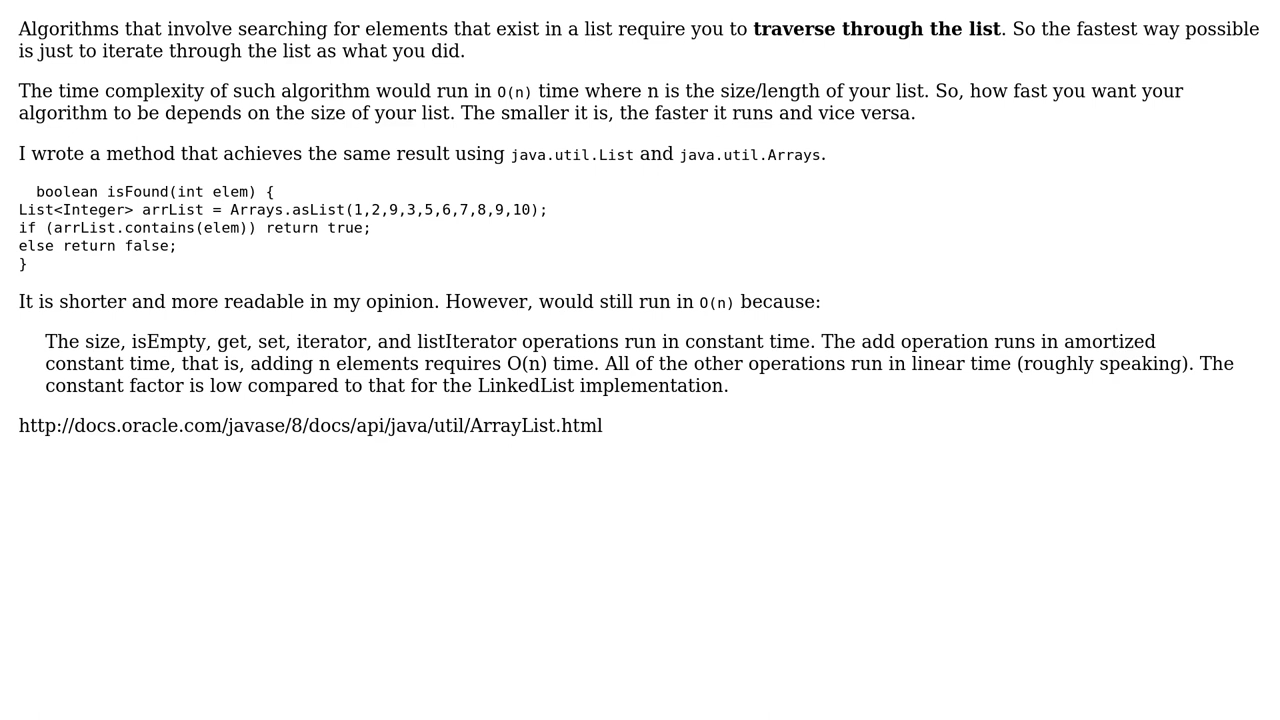 Algorithms that involve searching for elements that exist in a list require you to traverse through the list. So the fastest way possible
is just to iterate through the list as what you did.
The time complexity of such algorithm would run in O(n) time where n is the size/length of your list. So, how fast you want your
algorithm to be depends on the size of your list. The smaller it is, the faster it runs and vice versa.
I wrote a method that achieves the same result using java.util.List and java.util.Arrays.
boolean isFound(int elem) {
List<Integer> arrList = Arrays.asList(1,2,9,3,5,6,7,8,9,10);
if (arrList.contains(elem)) return true;
else return false;
}
It is shorter and more readable in my opinion. However, would still run in O(n) because:
The size, isEmpty, get, set, iterator, and listIterator operations run in constant time. The add operation runs in amortized
constant time, that is, adding n elements requires O(n) time. All of the other operations run in linear time (roughly speaking). The
constant factor is low compared to that for the LinkedList implementation.
http://docs.oracle.com/javase/8/docs/api/java/util/ArrayList.html